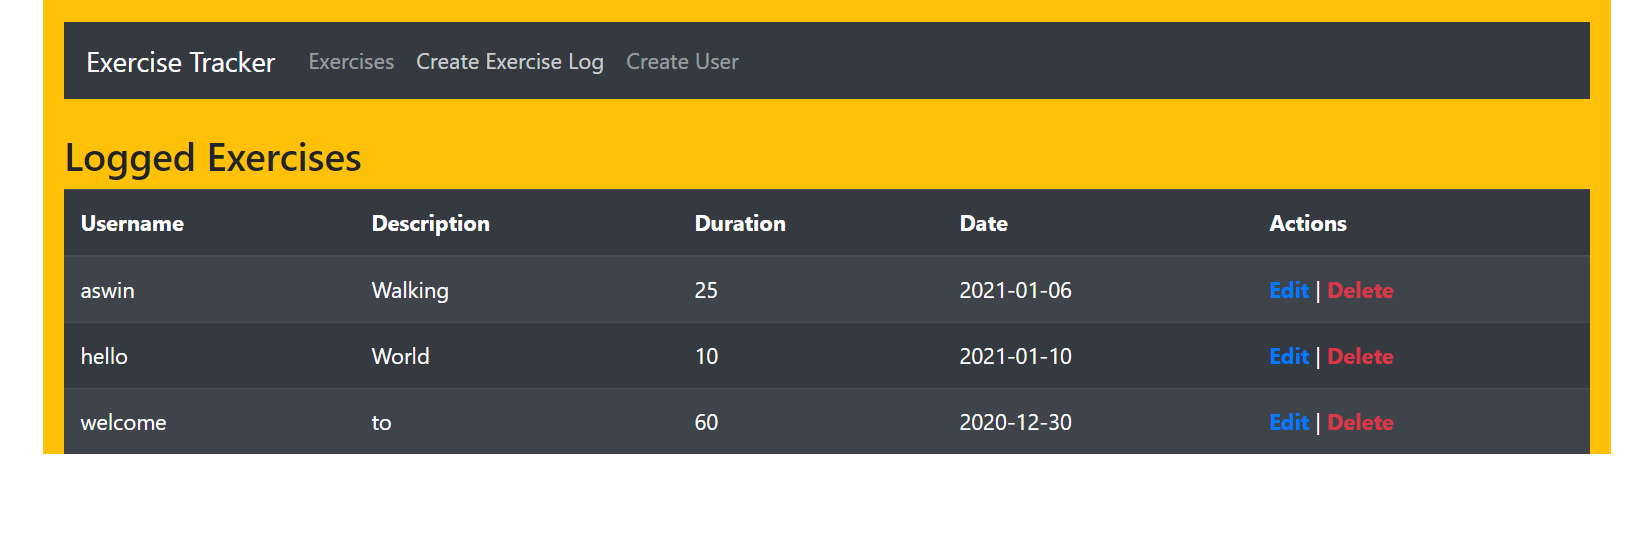 Exercise Tracker Exercises Create Exercise Log Create User
Logged Exercises
Username Description Duration Date Actions
aswin Walking 25 2021-01-06 Edit | Delete
hello World 10 2021-01-10 Edit | Delete
welcome to 60 2020-12-30 Edit | Delete